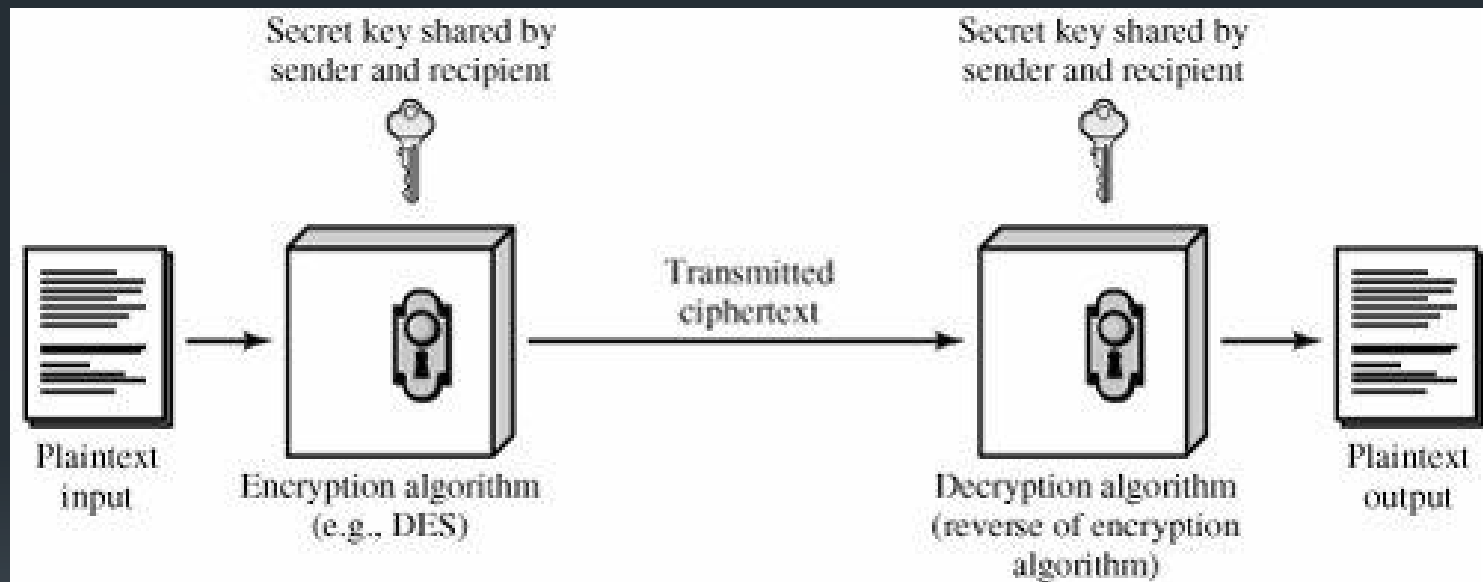 Secret key shared by
sender and recipient
Secret key shared by
sender and recipient
Transmitted
ciphertext
Plaintext
input
Encryption algorithm
(e.g., DES)
Decryption algorithm
(reverse of encryption
algorithm)
Plaintext
output